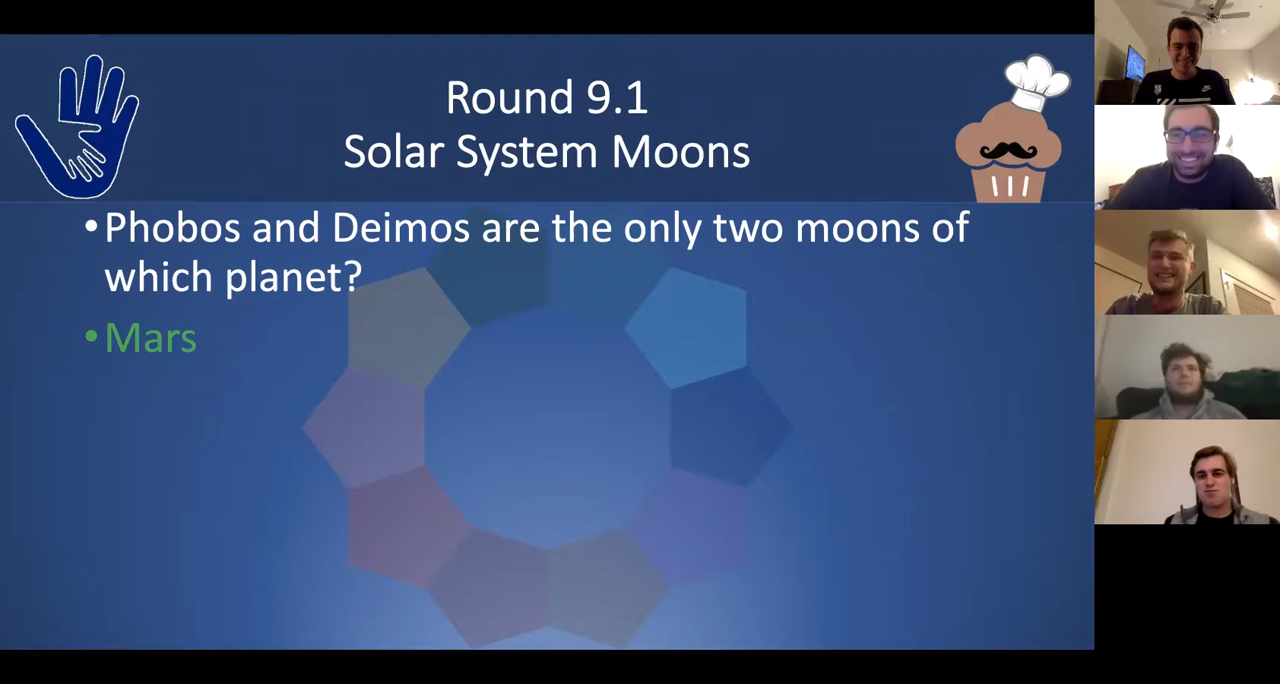 Round 9.1
Solar System Moons
•Phobos and Deimos are the only two moons of
which planet?
•Mars